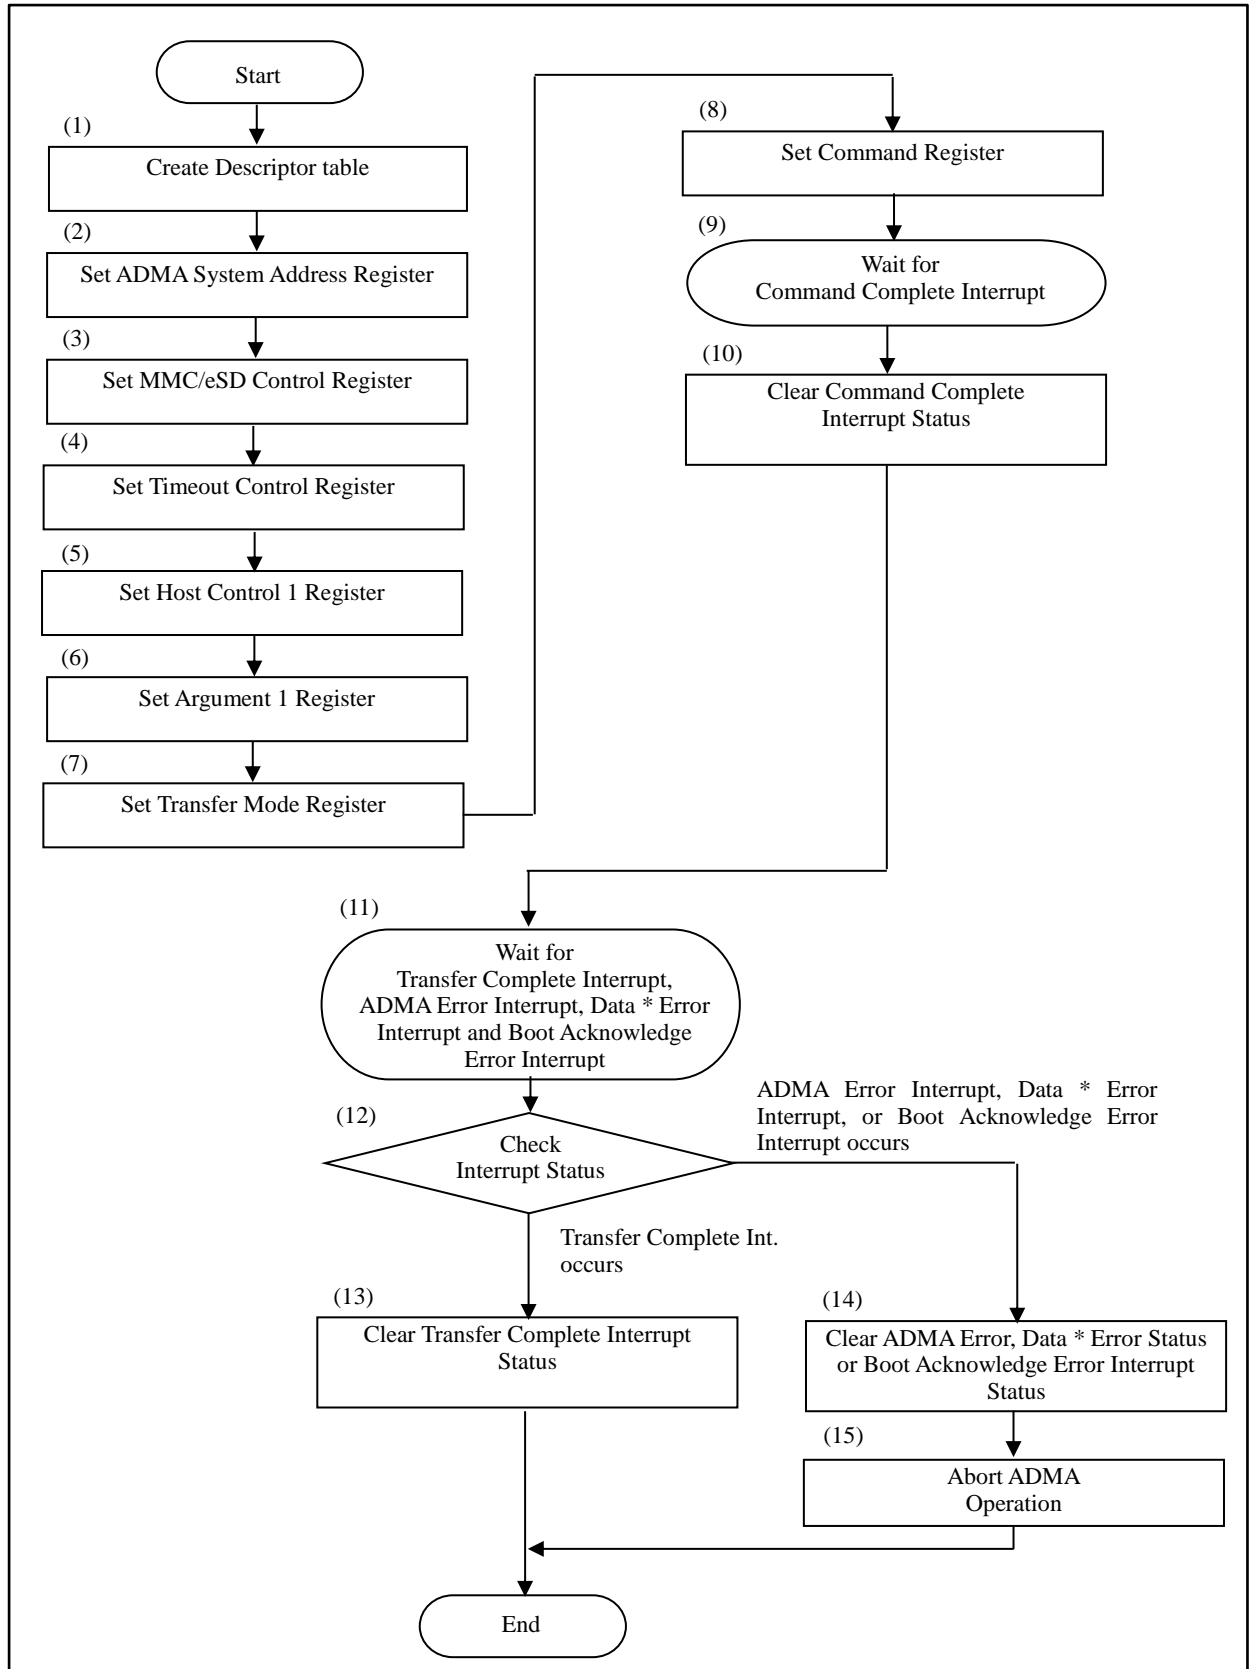 Start
(1)
Create Descriptor table
(2)
Set ADMA System Address Register
(3)
Set MMC/eSD Control Register
(4)
Set Timeout Control Register
(5)
Set Host Control 1 Register
(6)
Set Argument 1 Register
(7)
Set Transfer Mode Register
(8)
Set Command Register
(9)
Wait for
Command Complete Interrupt
(10)
Clear Command Complete
Interrupt Status
(11)
Wait for
Transfer Complete Interrupt,
ADMA Error Interrupt, Data * Error
Interrupt and Boot Acknowledge
Error Interrupt
(12)
Check
Interrupt Status
ADMA Error Interrupt, Data * Error
Interrupt, or Boot Acknowledge Error
Interrupt occurs
Transfer Complete Int.
occurs
(13)
Clear Transfer Complete Interrupt
Status
(14)
Clear ADMA Error, Data * Error Status
or Boot Acknowledge Error Interrupt
Status
(15)
Abort ADMA
Operation
End